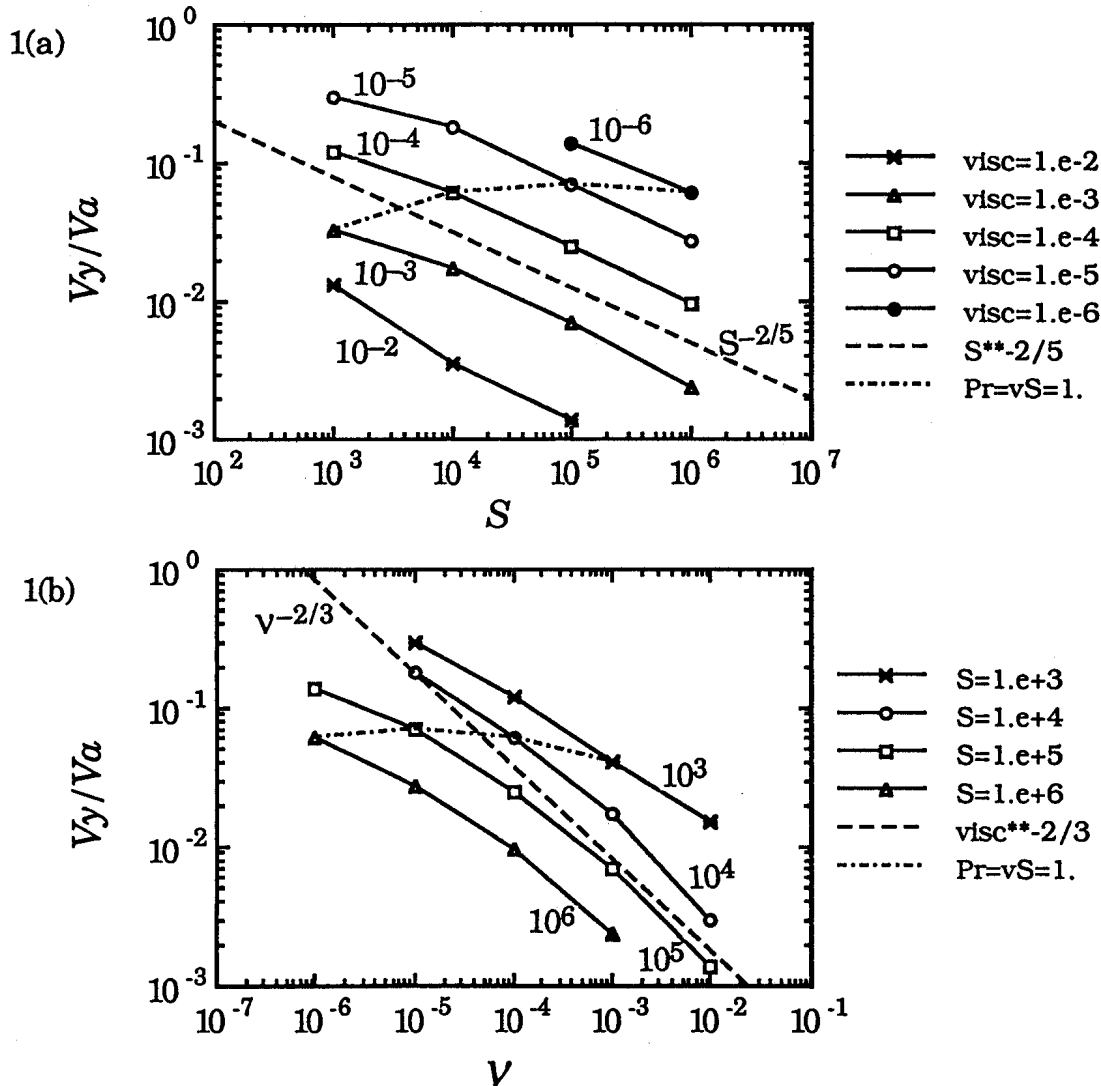 1(a)
10^0
10^-1
10^-2
10^-3
Vy/Va
10^-5
10^-4
10^-6
10^-3
10^-2
S^-2/5
10^2 10^3 10^4 10^5 10^6 10^7
S
visc=1.e-2
visc=1.e-3
visc=1.e-4
visc=1.e-5
visc=1.e-6
S**-2/5
Pr=vS=1.
1(b)
10^0
10^-1
10^-2
10^-3
Vy/Va
ν^-2/3
10^3
10^4
10^5
10^6
10^-7 10^-6 10^-5 10^-4 10^-3 10^-2 10^-1
ν
S=1.e+3
S=1.e+4
S=1.e+5
S=1.e+6
visc**-2/3
Pr=vS=1.